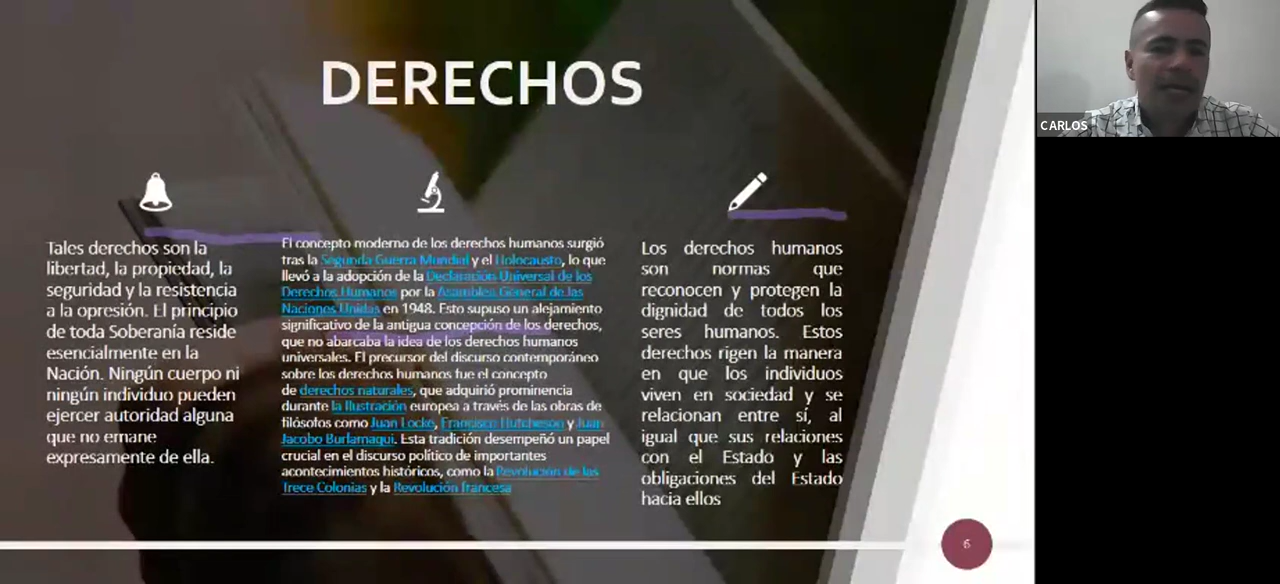 DERECHOS
Tales derechos son la
libertad, la propiedad, la
seguridad y la resistencia
a la opresión. El principio
de toda Soberanía reside
esencialmente en la
Nación. Ningún cuerpo ni
ningún individuo pueden
ejercer autoridad alguna
que no emane
expresamente de ella.
El concepto moderno de los derechos humanos surgió
tras la Segunda Guerra Mundial y el Holocausto, lo que
llevó a la adopción de la Declaración Universal de los
Derechos Humanos por la Asamblea General de las
Naciones Unidas en 1948. Esto supuso un alejamiento
significativo de la antigua concepción de los derechos,
que no abarcaba la idea de los derechos humanos
universales. El precursor del discurso contemporáneo
sobre los derechos humanos fue el concepto
de derechos naturales, que adquirió prominencia
durante la Ilustración europea a través de las obras de
filósofos como Juan Locke, Francisco Hutcheson y Juan
Jacobo Burlamaqui. Esta tradición desempeñó un papel
crucial en el discurso político de importantes
acontecimientos históricos, como la Revolución de las
Trece Colonias y la Revolución francesa
Los derechos humanos
son normas que
reconocen y protegen la
dignidad de todos los
seres humanos. Estos
derechos rigen la manera
en que los individuos
viven en sociedad y se
relacionan entre sí, al
igual que sus relaciones
con el Estado y las
obligaciones del Estado
hacia ellos
6
CARLOS